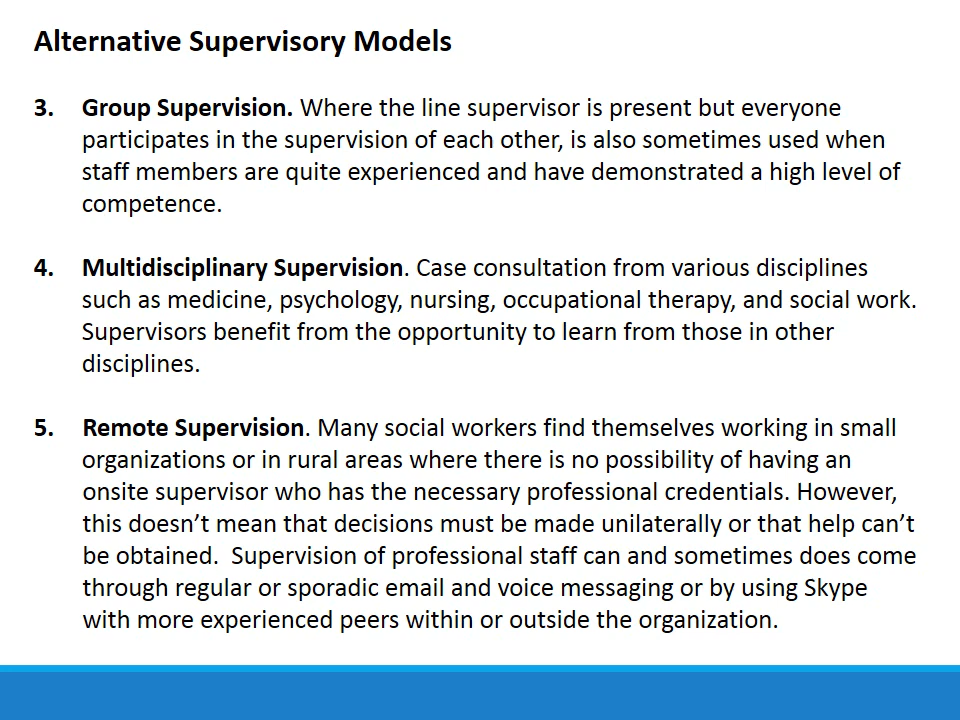 Alternative Supervisory Models
3. Group Supervision. Where the line supervisor is present but everyone
participates in the supervision of each other, is also sometimes used when
staff members are quite experienced and have demonstrated a high level of
competence.
4. Multidisciplinary Supervision. Case consultation from various disciplines
such as medicine, psychology, nursing, occupational therapy, and social work.
Supervisors benefit from the opportunity to learn from those in other
disciplines.
5. Remote Supervision. Many social workers find themselves working in small
organizations or in rural areas where there is no possibility of having an
onsite supervisor who has the necessary professional credentials. However,
this doesn’t mean that decisions must be made unilaterally or that help can’t
be obtained.  Supervision of professional staff can and sometimes does come
through regular or sporadic email and voice messaging or by using Skype
with more experienced peers within or outside the organization.